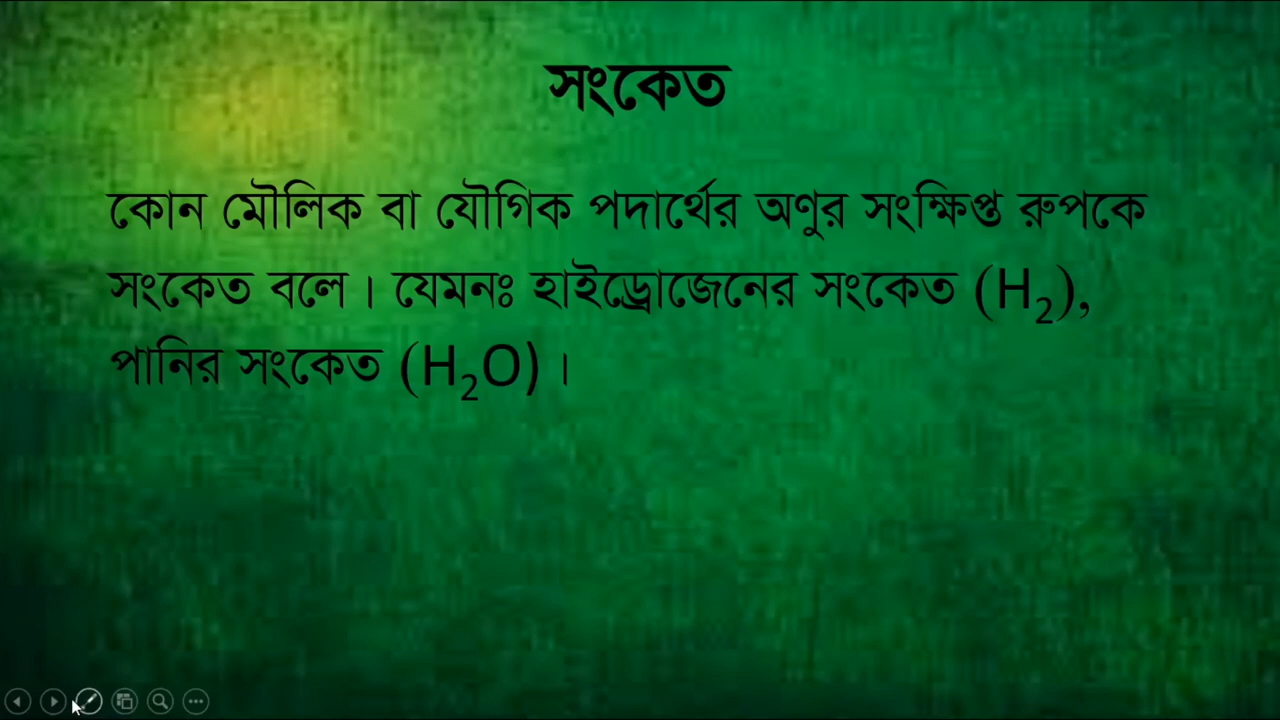 সংকেত
কোন মৌলিক বা যৌগিক পদার্থের অণুর সংক্ষিপ্ত রুপকে
সংকেত বলে। যেমনঃ হাইড্রোজেনের সংকেত (H₂),
পানির সংকেত (H₂O)।